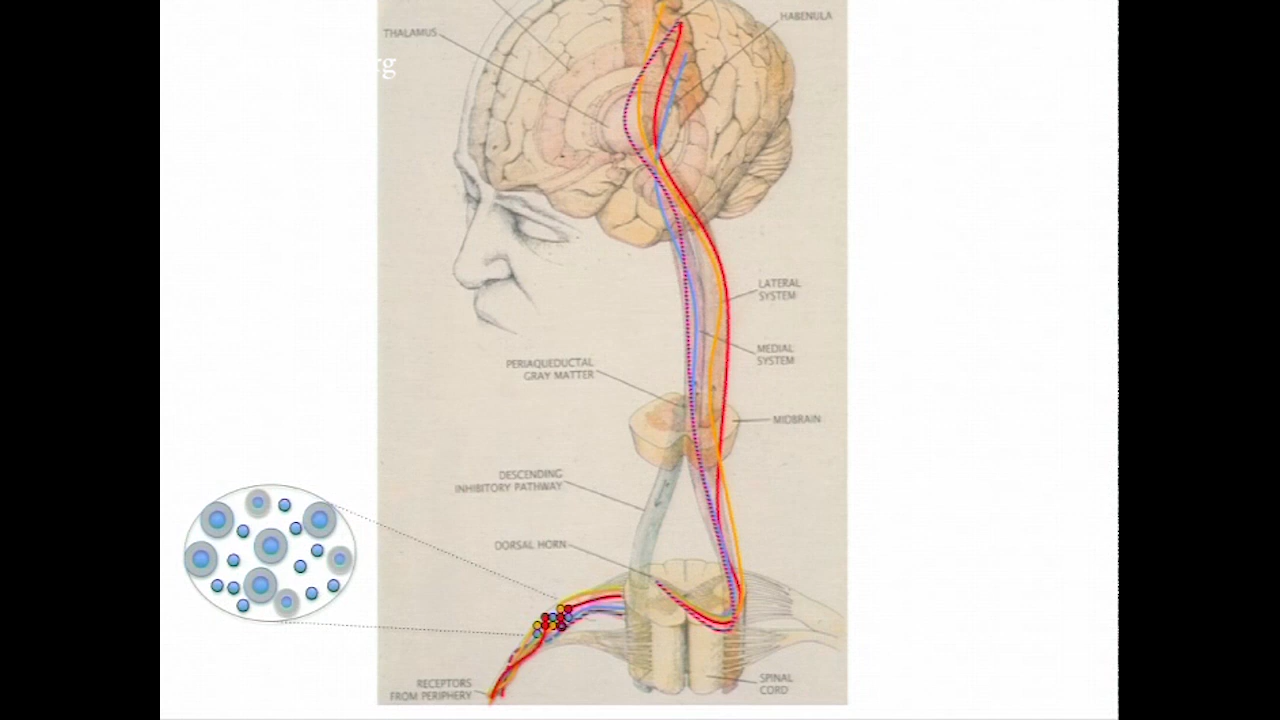 HABENULA
THALAMUS
rg
LATERAL
SYSTEM
MEDIAL
SYSTEM
PERIAQUEDUCTAL
GRAY MATTER
MIDBRAIN
DESCENDING
INHIBITORY PATHWAY
DORSAL HORN
RECEPTORS
FROM PERIPHERY
SPINAL
CORD